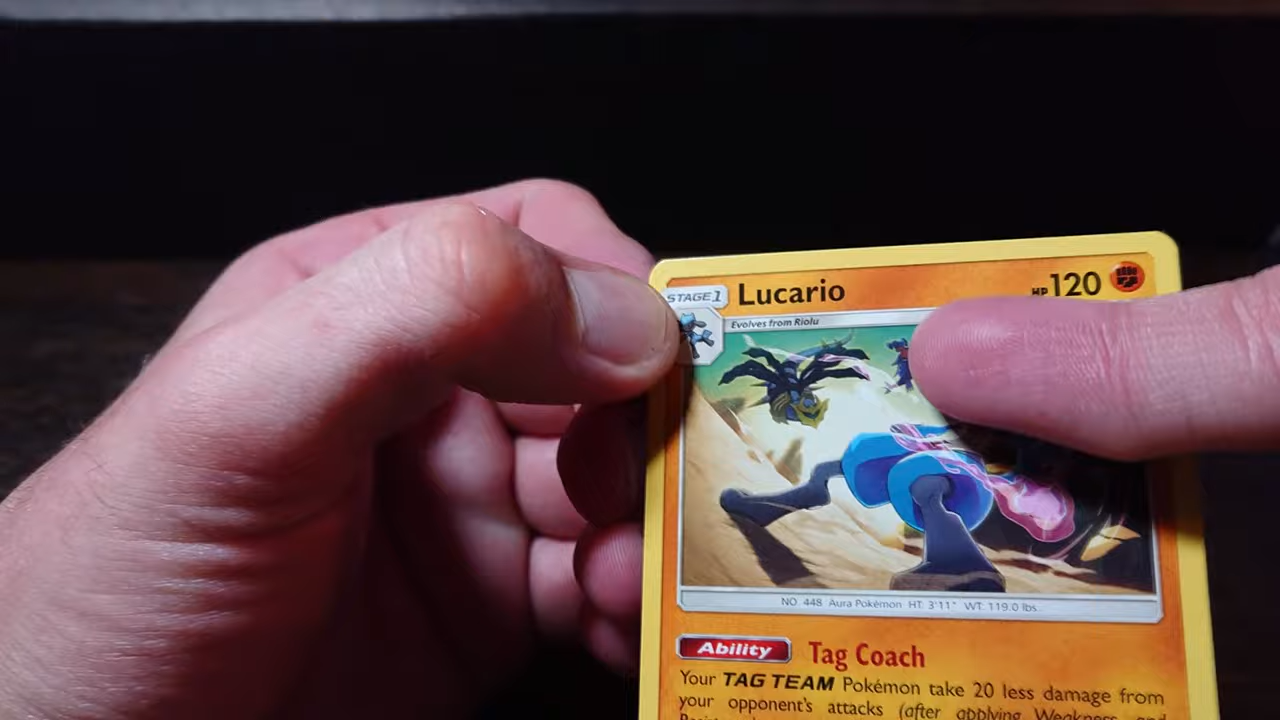 STAGE 1 Lucario HP 120
Evolves from Riolu
NO. 448 Aura Pokémon HT: 3'11" WT: 119.0 lbs.
Ability Tag Coach
Your TAG TEAM Pokémon take 20 less damage from
your opponent's attacks (after applying Weakness and